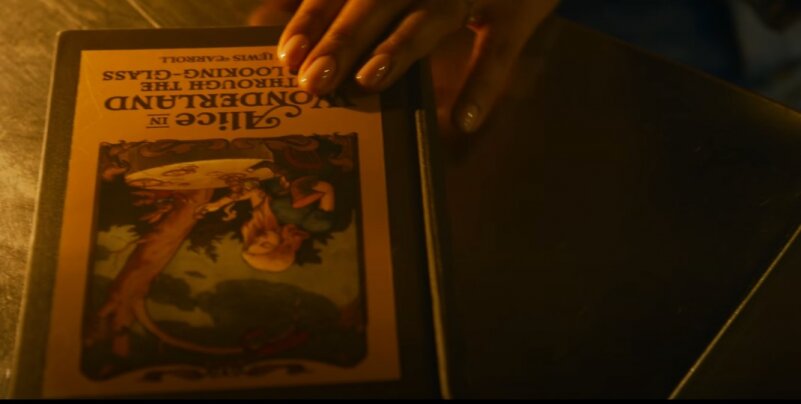 Alice IN
WONDERLAND
THROUGH THE
LOOKING-GLASS
LEWIS CARROLL